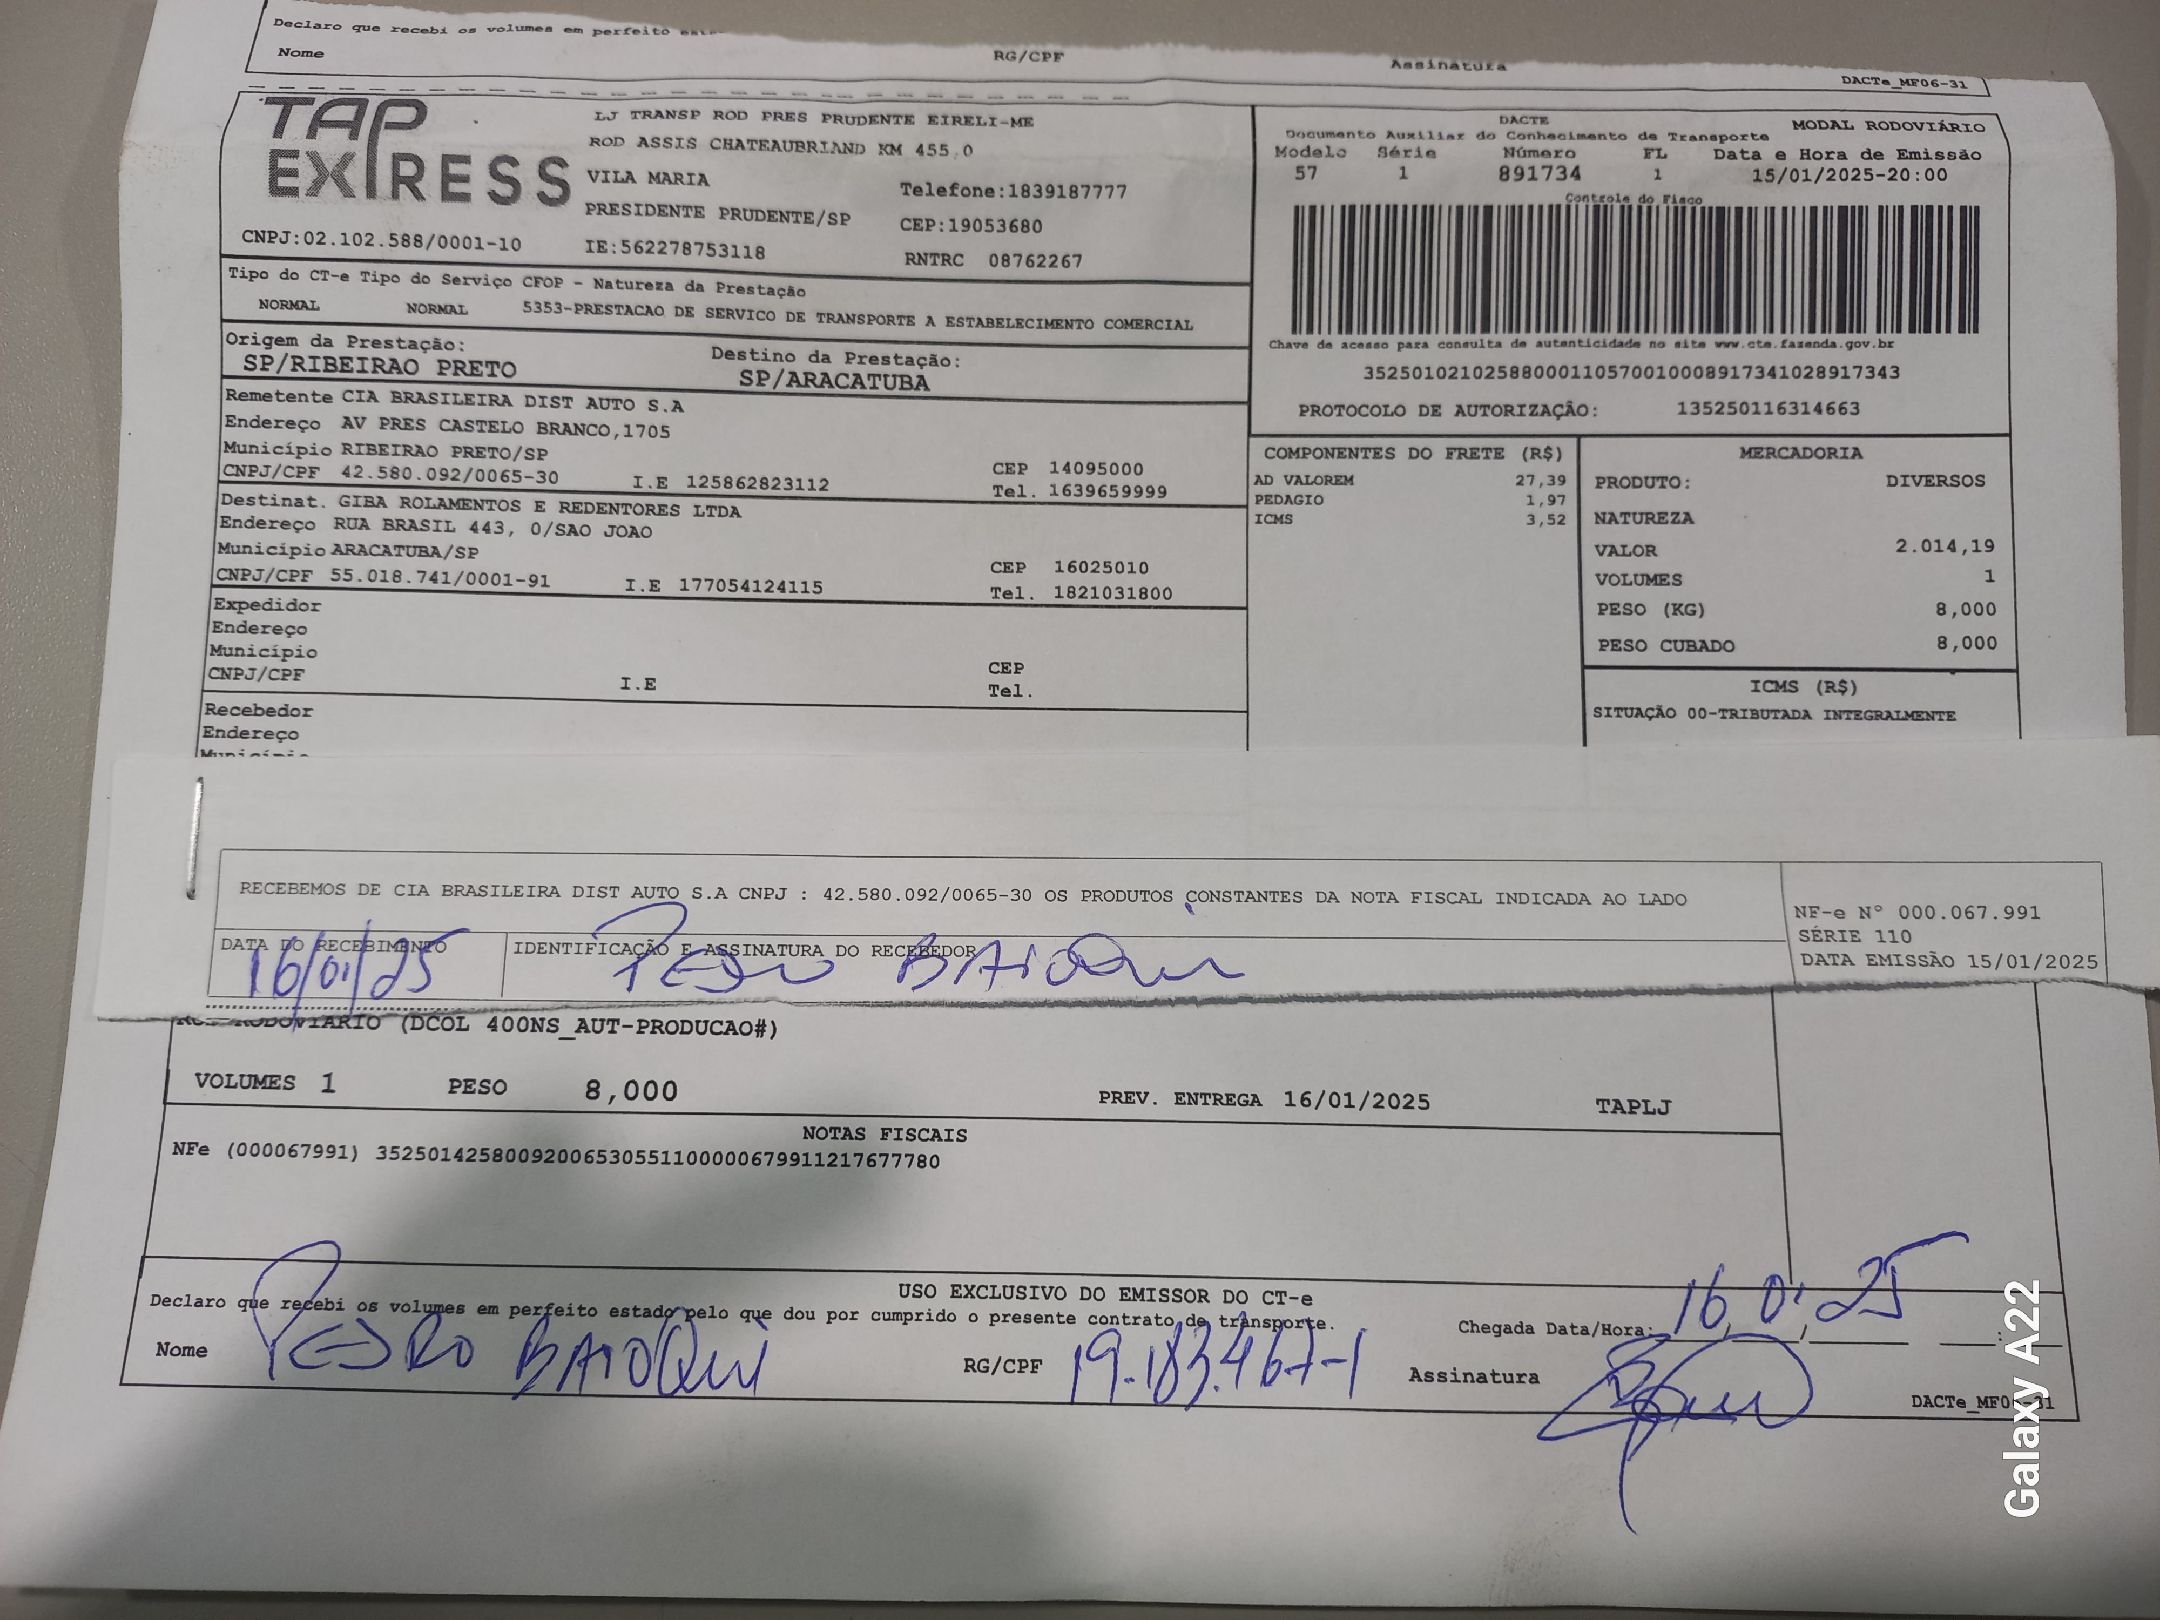 Declaro que recebi os volumes em perfeito
Nome RG/CPF Assinatura
DACTe_MF06-31
TAP EXPRESS
LJ TRANSP ROD PRES PRUDENTE EIRELI-ME
ROD ASSIS CHATEAUBRIAND KM 455,0
VILA MARIA Telefone:1839187777
PRESIDENTE PRUDENTE/SP CEP:19053680
CNPJ:02.102.588/0001-10 IE:562278753118 RNTRC 08762267
DACTE MODAL RODOVIÁRIO
Documento Auxiliar do Conhecimento de Transporte
Modelo Série Número FL Data e Hora de Emissão
57 1 891734 1 15/01/2025-20:00
Controle do Fisco
Chave de acesso para consulta de autenticidade no site www.cte.fazenda.gov.br
35250102102588000110570010008917341028917343
PROTOCOLO DE AUTORIZAÇÃO: 135250116314663
Tipo do CT-e Tipo do Serviço CFOP - Natureza da Prestação
NORMAL NORMAL 5353-PRESTACAO DE SERVICO DE TRANSPORTE A ESTABELECIMENTO COMERCIAL
Origem da Prestação: Destino da Prestação:
SP/RIBEIRAO PRETO SP/ARACATUBA
Remetente CIA BRASILEIRA DIST AUTO S.A
Endereço AV PRES CASTELO BRANCO,1705
Município RIBEIRAO PRETO/SP CEP 14095000
CNPJ/CPF 42.580.092/0065-30 I.E 125862823112 Tel. 1639659999
Destinat. GIBA ROLAMENTOS E REDENTORES LTDA
Endereço RUA BRASIL 443, 0/SAO JOAO
Município ARACATUBA/SP CEP 16025010
CNPJ/CPF 55.018.741/0001-91 I.E 177054124115 Tel. 1821031800
Expedidor
Endereço
Município CEP
CNPJ/CPF I.E Tel.
Recebedor
Endereço
COMPONENTES DO FRETE (R$)
AD VALOREM 27,39
PEDAGIO 1,97
ICMS 3,52
MERCADORIA
PRODUTO: DIVERSOS
NATUREZA
VALOR 2.014,19
VOLUMES 1
PESO (KG) 8,000
PESO CUBADO 8,000
ICMS (R$)
SITUAÇÃO 00-TRIBUTADA INTEGRALMENTE
RECEBEMOS DE CIA BRASILEIRA DIST AUTO S.A CNPJ : 42.580.092/0065-30 OS PRODUTOS CONSTANTES DA NOTA FISCAL INDICADA AO LADO
DATA DO RECEBIMENTO IDENTIFICAÇÃO E ASSINATURA DO RECEBEDOR
16/01/25 PEDRO BAIOQUI
NF-e Nº 000.067.991
SÉRIE 110
DATA EMISSÃO 15/01/2025
RODOVIARIO (DCOL 400NS_AUT-PRODUCAO#)
VOLUMES 1 PESO 8,000 PREV. ENTREGA 16/01/2025 TAPLJ
NOTAS FISCAIS
NFe (000067991) 35250142580092006530551100000679911217677780
USO EXCLUSIVO DO EMISSOR DO CT-e
Declaro que recebi os volumes em perfeito estado pelo que dou por cumprido o presente contrato de transporte.
Chegada Data/Hora: 16 01 25
Nome PEDRO BAIOQUI RG/CPF 19.183.467-1 Assinatura
DACTe_MF06-31
Galaxy A22